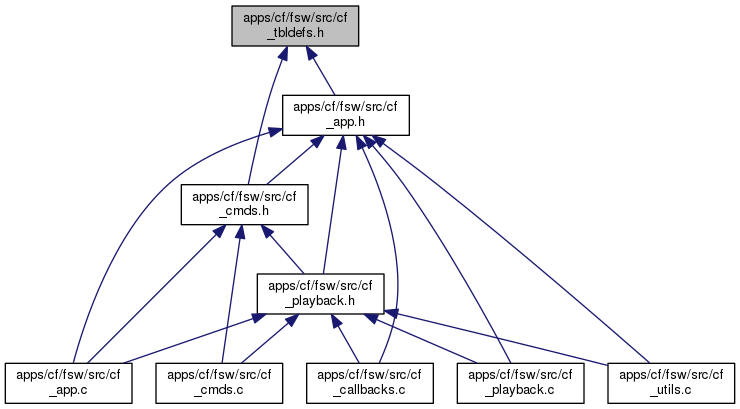 apps/cf/fsw/src/cf
_tbldefs.h
apps/cf/fsw/src/cf
_app.h
apps/cf/fsw/src/cf
_cmds.h
apps/cf/fsw/src/cf
_playback.h
apps/cf/fsw/src/cf
_app.c
apps/cf/fsw/src/cf
_cmds.c
apps/cf/fsw/src/cf
_callbacks.c
apps/cf/fsw/src/cf
_playback.c
apps/cf/fsw/src/cf
_utils.c